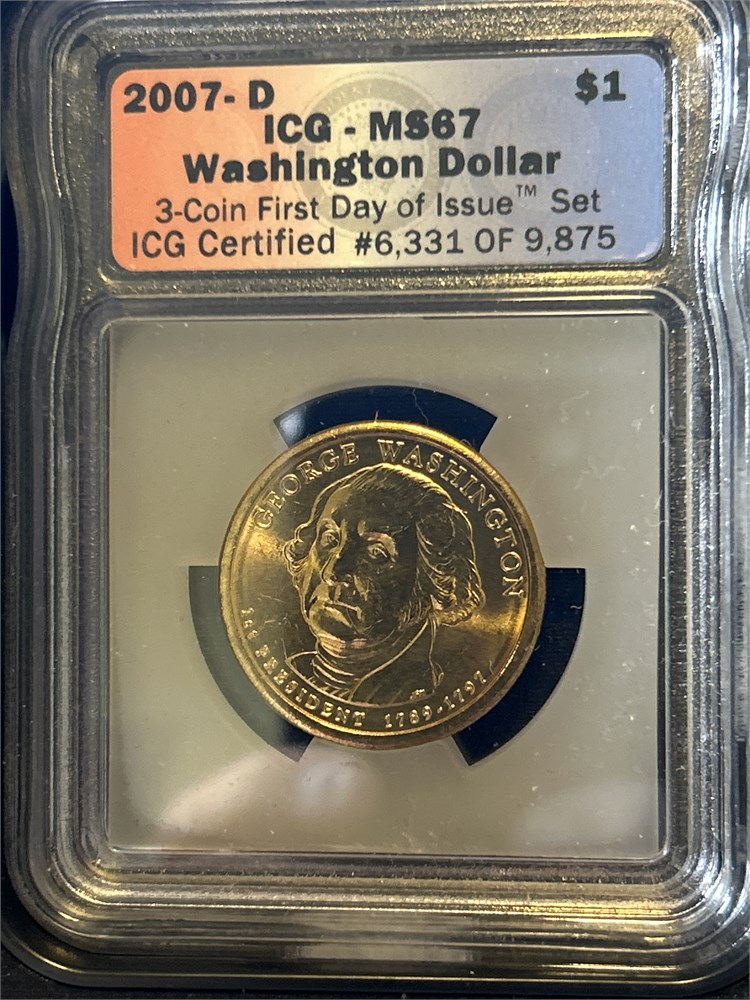 2007- D $1
ICG - MS67
Washington Dollar
3-Coin First Day of Issue™ Set
ICG Certified #6,331 OF 9,875
GEORGE WASHINGTON
1st PRESIDENT 1789-1797